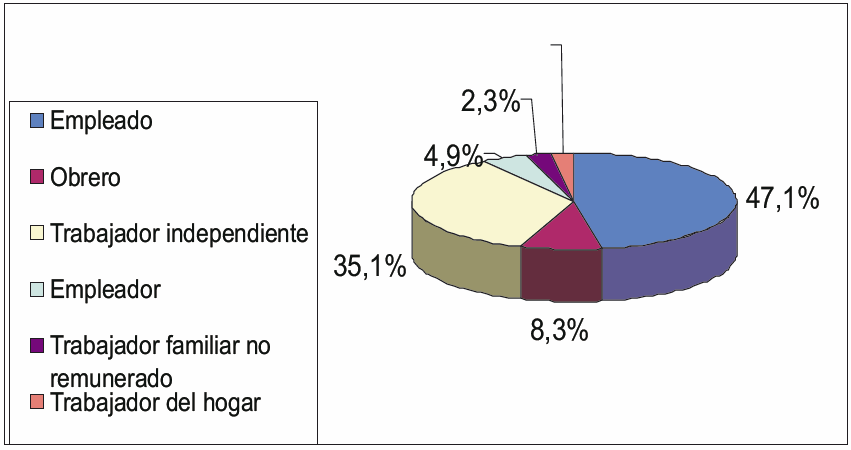 Empleado
Obrero
Trabajador independiente
Empleador
Trabajador familiar no
remunerado
Trabajador del hogar
2,3%
4,9%
47,1%
35,1%
8,3%